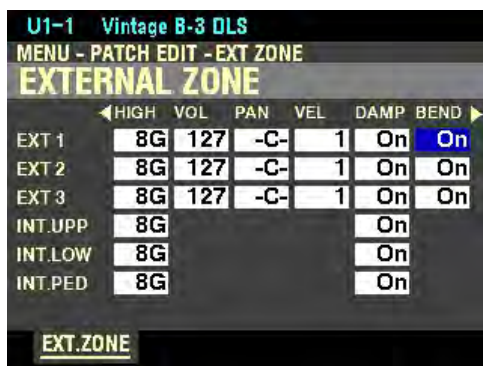 U1-1 Vintage B-3 DLS
MENU - PATCH EDIT - EXT ZONE
EXTERNAL ZONE
HIGH VOL PAN VEL DAMP BEND
EXT 1 8G 127 -C- 1 On On
EXT 2 8G 127 -C- 1 On On
EXT 3 8G 127 -C- 1 On On
INT.UPP 8G On
INT.LOW 8G On
INT.PED 8G On
EXT.ZONE